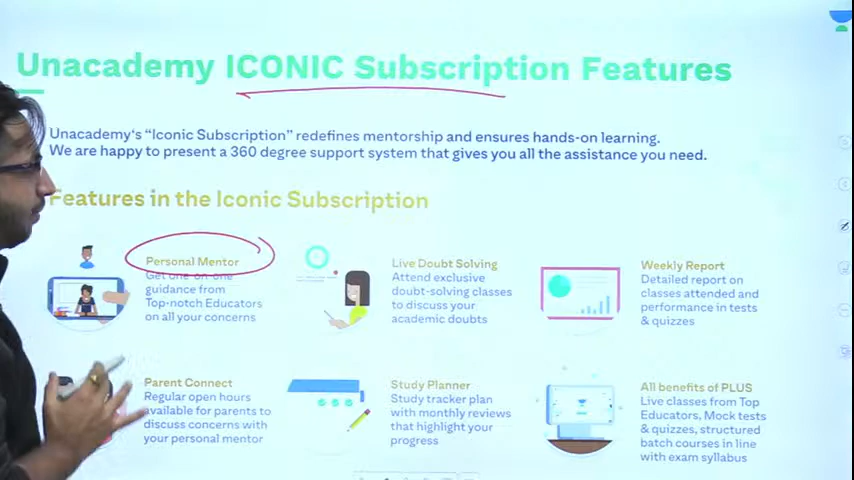 Unacademy ICONIC Subscription Features
Unacademy's “Iconic Subscription” redefines mentorship and ensures hands-on learning.
We are happy to present a 360 degree support system that gives you all the assistance you need.
Features in the Iconic Subscription
Personal Mentor
Get one-on-one
guidance from
Top-notch Educators
on all your concerns
Live Doubt Solving
Attend exclusive
doubt-solving classes
to discuss your
academic doubts
Weekly Report
Detailed report on
classes attended and
performance in tests
& quizzes
Parent Connect
Regular open hours
available for parents to
discuss concerns with
your personal mentor
Study Planner
Study tracker plan
with monthly reviews
that highlight your
progress
All benefits of PLUS
Live classes from Top
Educators, Mock tests
& quizzes, structured
batch courses in line
with exam syllabus